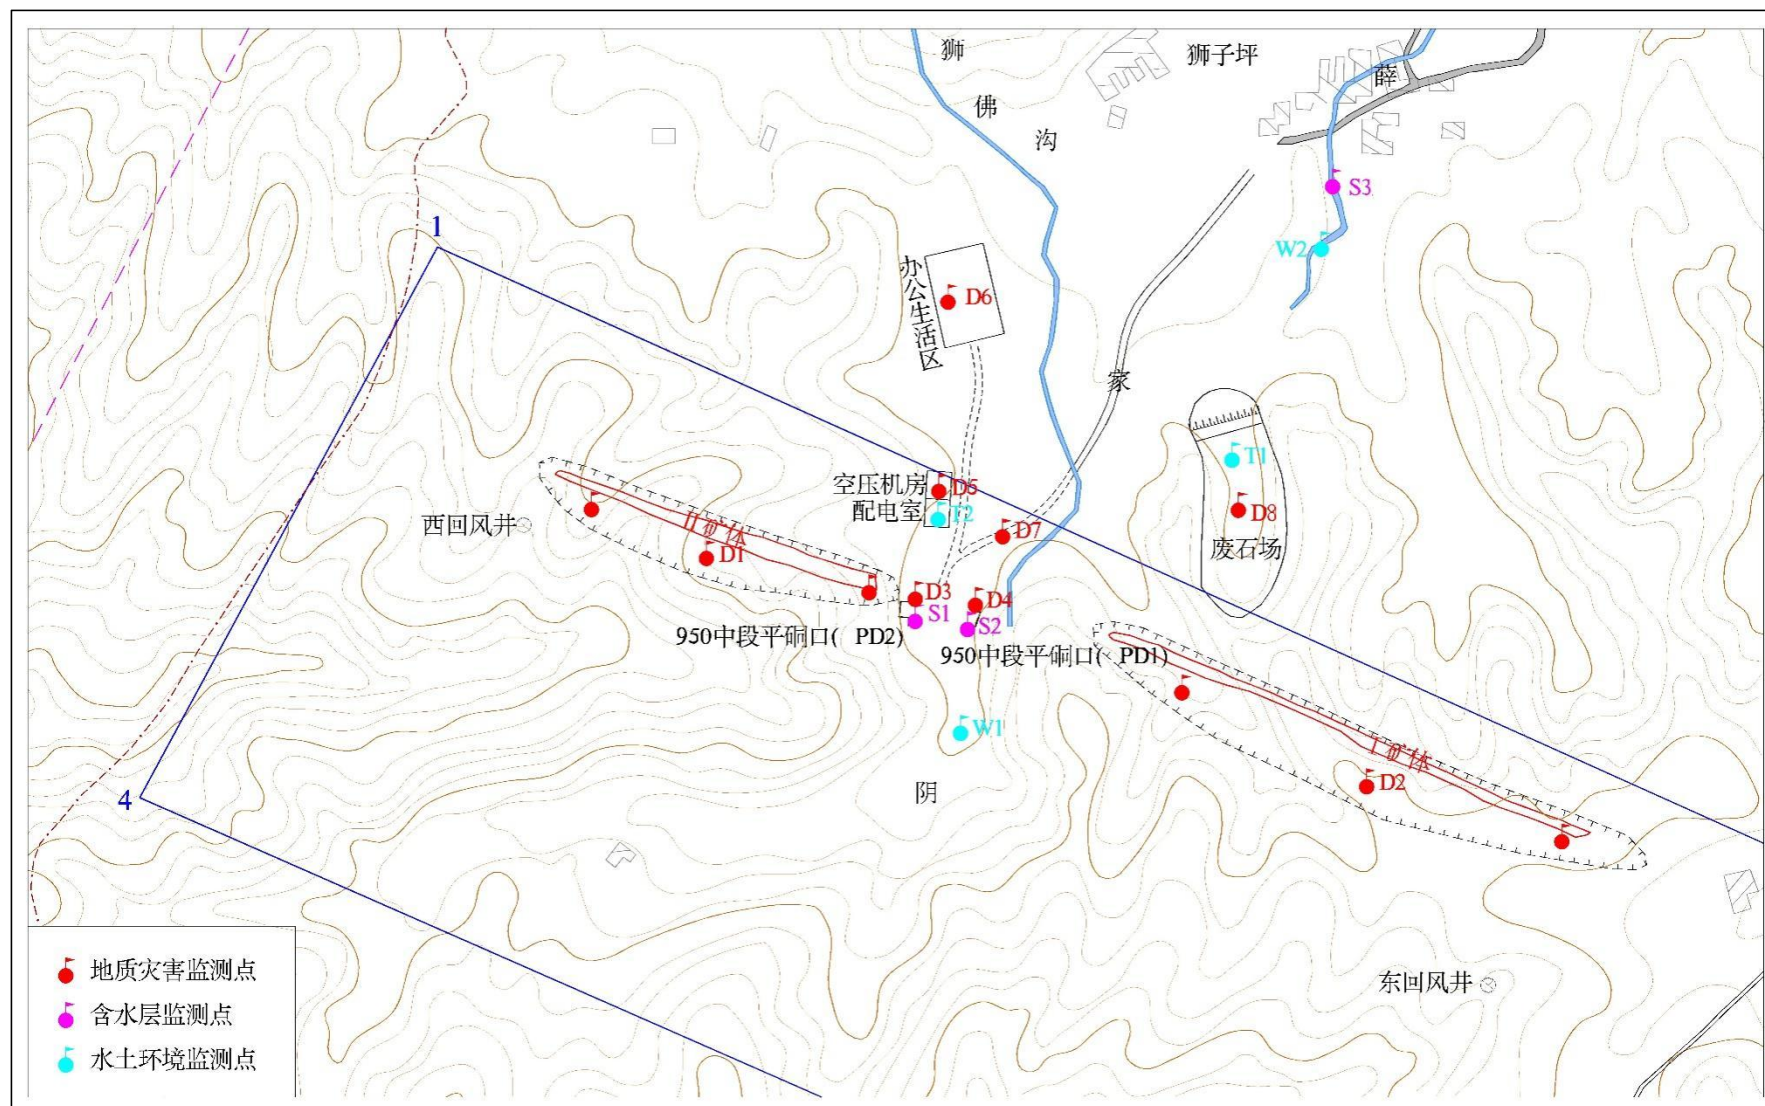 狮
佛
沟
狮子坪
薛
S3
1
W2
办公生活区
D6
家
T1
空压机房
D5
配电室
T2
D8
西回风井
II矿体
D7
废石场
D1
D3
D4
S1
S2
950中段平硐口( PD2)
950中段平硐口( PD1)
W1
I矿体
D2
阴
4
地质灾害监测点
含水层监测点
水土环境监测点
东回风井